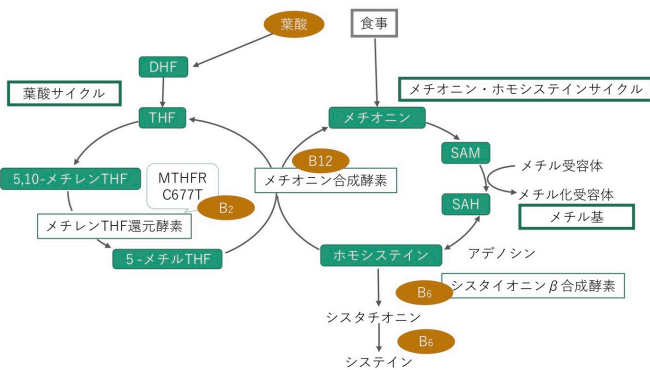 葉酸
食事
DHF
葉酸サイクル
メチオニン・ホモシステインサイクル
THF
メチオニン
SAM
B12
メチル受容体
5,10-メチレンTHF
MTHFR
C677T
メチオニン合成酵素
メチル化受容体
B2
SAH
メチル基
メチレンTHF還元酵素
5-メチルTHF
ホモシステイン
アデノシン
B6
シスタイオニンβ合成酵素
シスタチオニン
B6
システイン